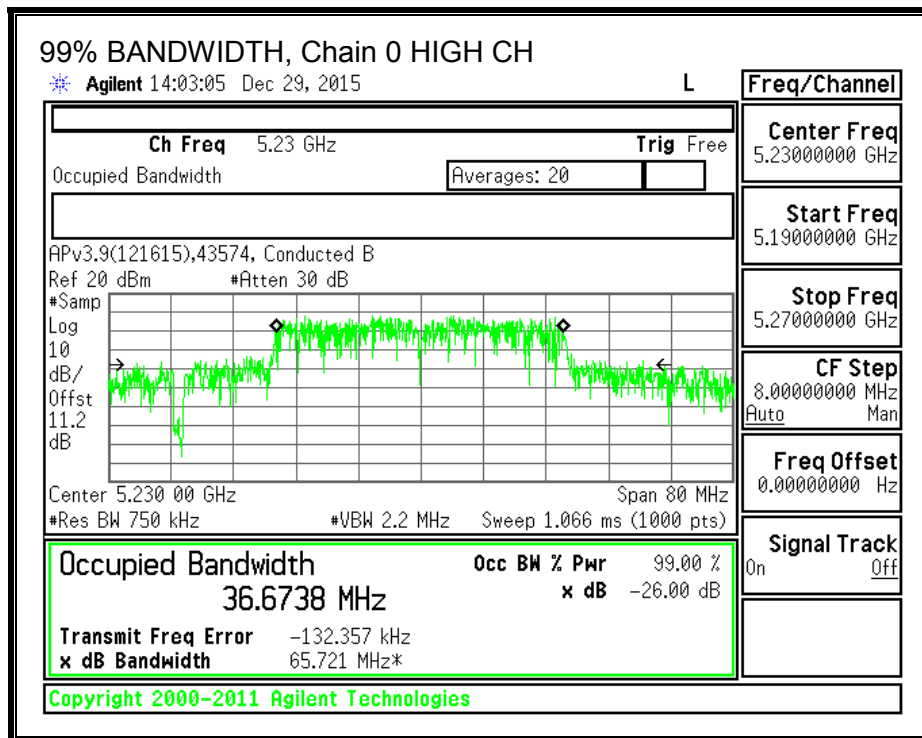 99% BANDWIDTH, Chain 0 HIGH CH
Agilent 14:03:05 Dec 29, 2015 L
Freq/Channel
Ch Freq 5.23 GHz Trig Free
Occupied Bandwidth Averages: 20
Center Freq
5.23000000 GHz
Start Freq
5.19000000 GHz
Stop Freq
5.27000000 GHz
CF Step
8.00000000 MHz
Auto Man
Freq Offset
0.00000000 Hz
Signal Track
On Off
APv3.9(121615),43574, Conducted B
Ref 20 dBm #Atten 30 dB
#Samp
Log
10
dB/
Offst
11.2
dB
Center 5.230 00 GHz Span 80 MHz
#Res BW 750 kHz #VBW 2.2 MHz Sweep 1.066 ms (1000 pts)
Occupied Bandwidth
36.6738 MHz
Occ BW % Pwr 99.00 %
x dB -26.00 dB
Transmit Freq Error -132.357 kHz
x dB Bandwidth 65.721 MHz*
Copyright 2000-2011 Agilent Technologies